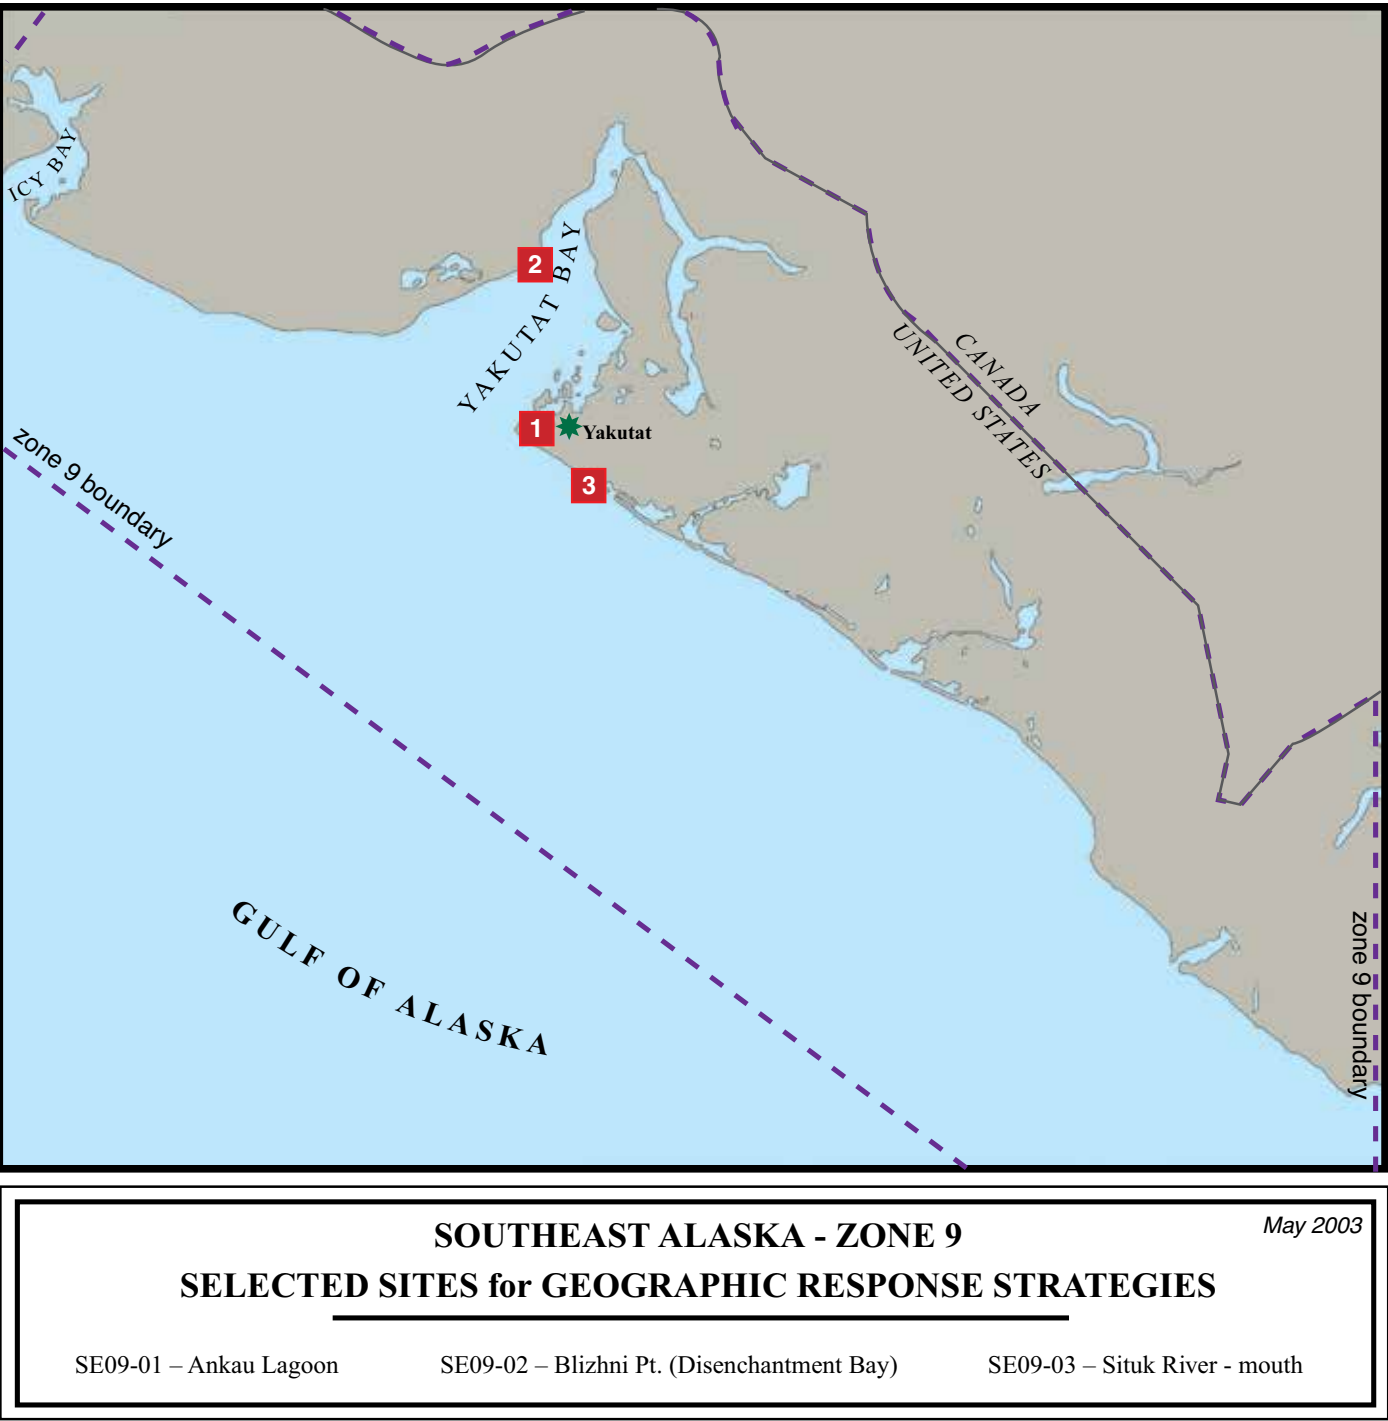 ICY BAY
2
YAKUTAT BAY
CANADA
UNITED STATES
1
Yakutat
3
zone 9 boundary
GULF OF ALASKA
zone 9 boundary
May 2003
SOUTHEAST ALASKA - ZONE 9
SELECTED SITES for GEOGRAPHIC RESPONSE STRATEGIES
SE09-01 – Ankau Lagoon
SE09-02 – Blizhni Pt. (Disenchantment Bay)
SE09-03 – Situk River - mouth